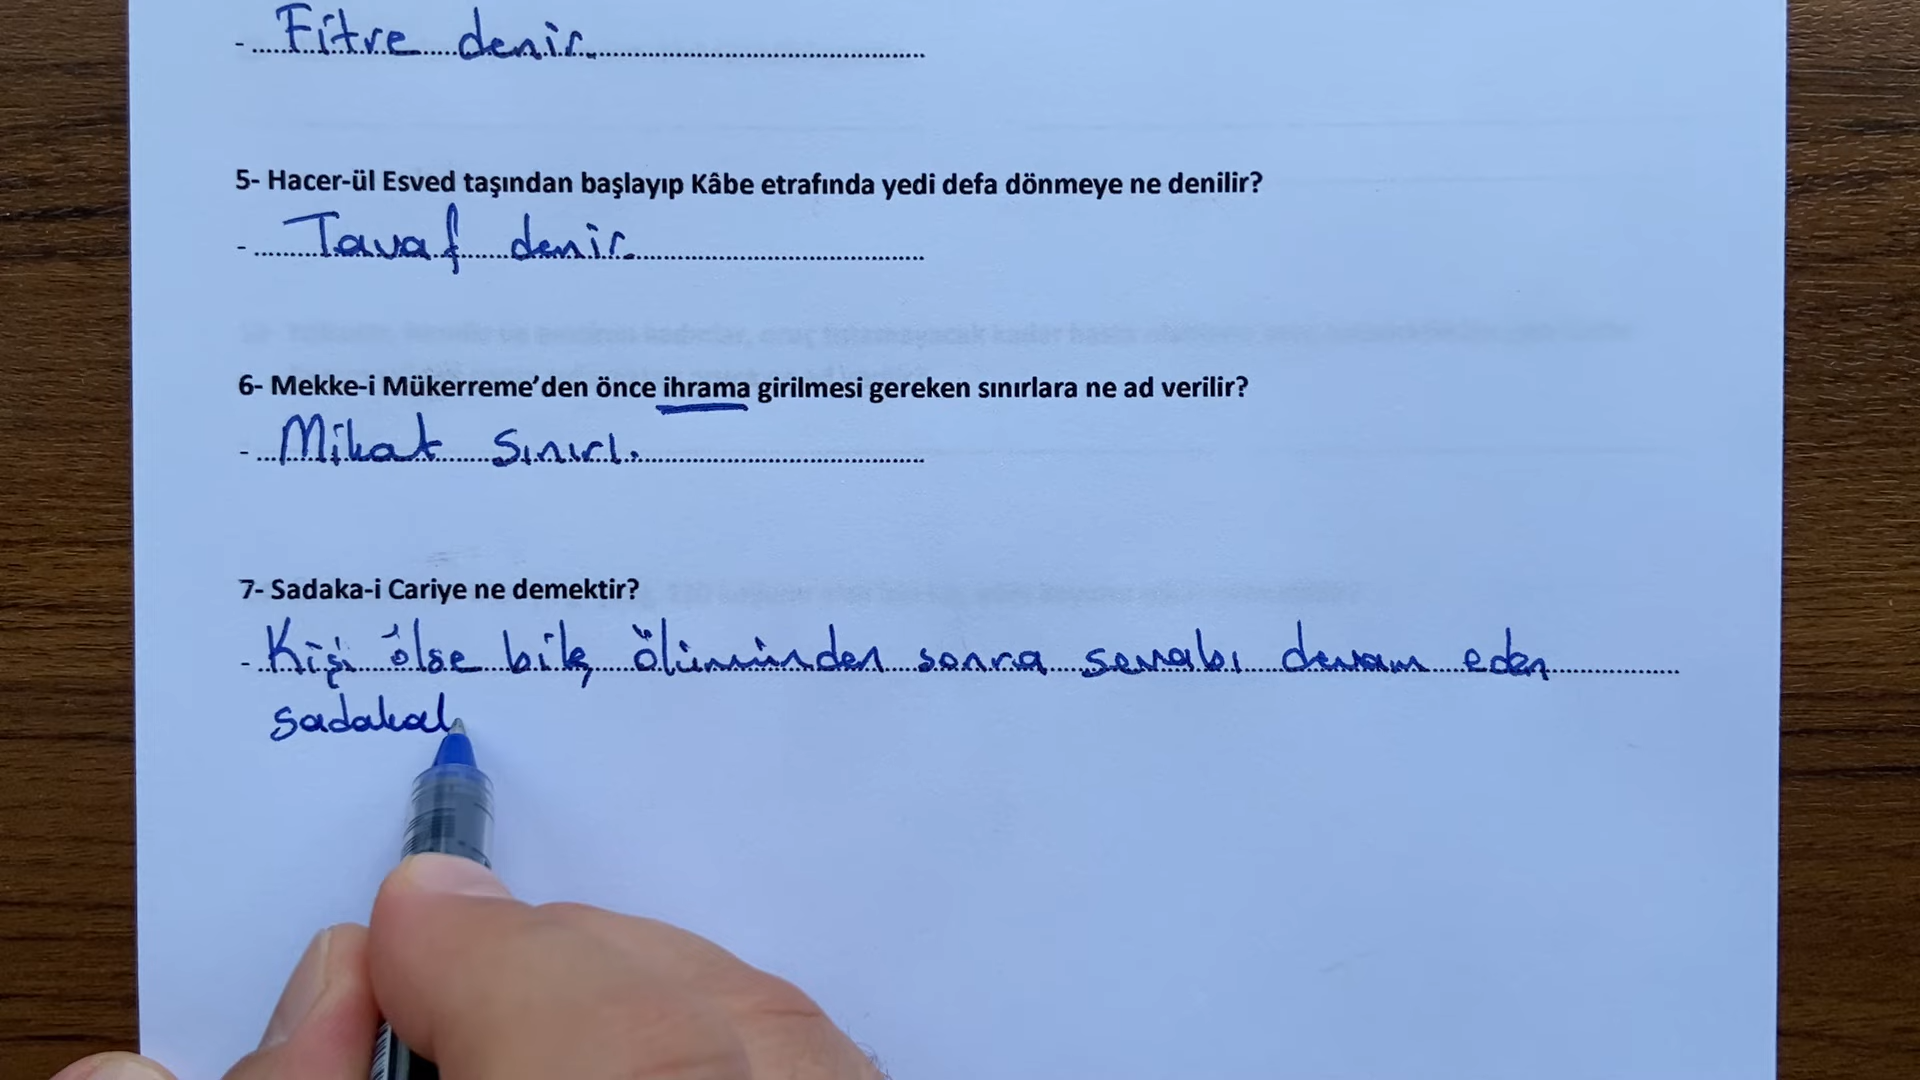 - Fitre denir.
5- Hacer-ül Esved taşından başlayıp Kâbe etrafında yedi defa dönmeye ne denilir?
- Tavaf denir.
6- Mekke-i Mükerreme’den önce ihrama girilmesi gereken sınırlara ne ad verilir?
- Mikat Sınırı.
7- Sadaka-i Cariye ne demektir?
- Kişi ölse bile, ölümünden sonra sevabı devam eden
sadakal